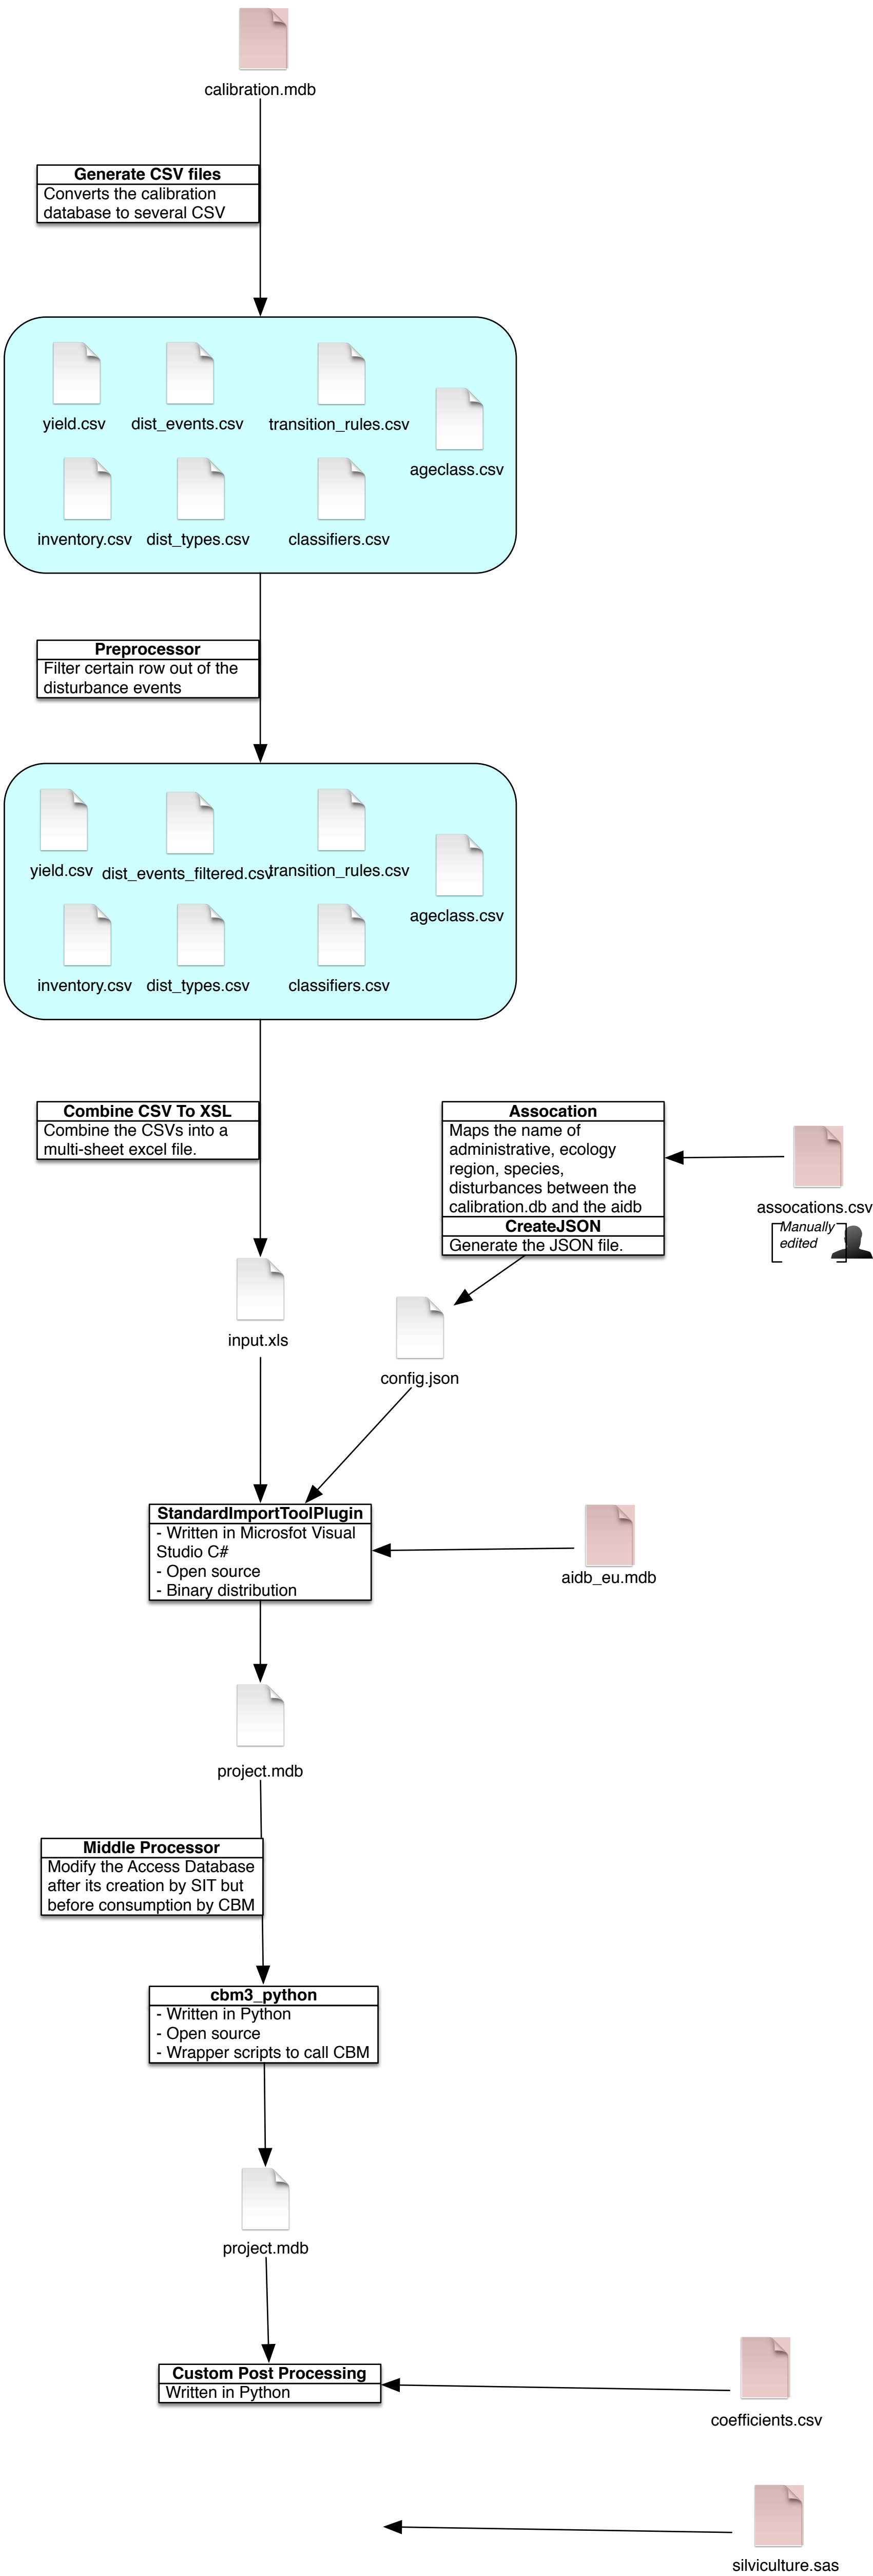 calibration.mdb
Generate CSV files
Converts the calibration
database to several CSV
yield.csv
dist_events.csv
transition_rules.csv
ageclass.csv
inventory.csv
dist_types.csv
classifiers.csv
Preprocessor
Filter certain row out of the
disturbance events
yield.csv
dist_events_filtered.csv
transition_rules.csv
ageclass.csv
inventory.csv
dist_types.csv
classifiers.csv
Combine CSV To XSL
Combine the CSVs into a
multi-sheet excel file.
Assocation
Maps the name of
administrative, ecology
region, species,
disturbances between the
calibration.db and the aidb
CreateJSON
Generate the JSON file.
assocations.csv
Manually
edited
input.xls
config.json
StandardImportToolPlugin
- Written in Microsfot Visual
Studio C#
- Open source
- Binary distribution
aidb_eu.mdb
project.mdb
Middle Processor
Modify the Access Database
after its creation by SIT but
before consumption by CBM
cbm3_python
- Written in Python
- Open source
- Wrapper scripts to call CBM
project.mdb
Custom Post Processing
Written in Python
coefficients.csv
silviculture.sas